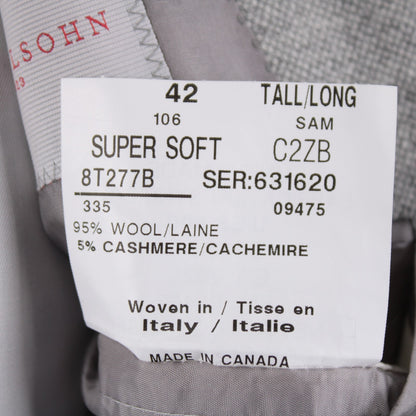 LSOHN
42 TALL/LONG
106 SAM
SUPER SOFT C2ZB
8T277B SER:631620
335 09475
95% WOOL/LAINE
5% CASHMERE/CACHEMIRE
Woven in / Tisse en
Italy / Italie
MADE IN CANADA